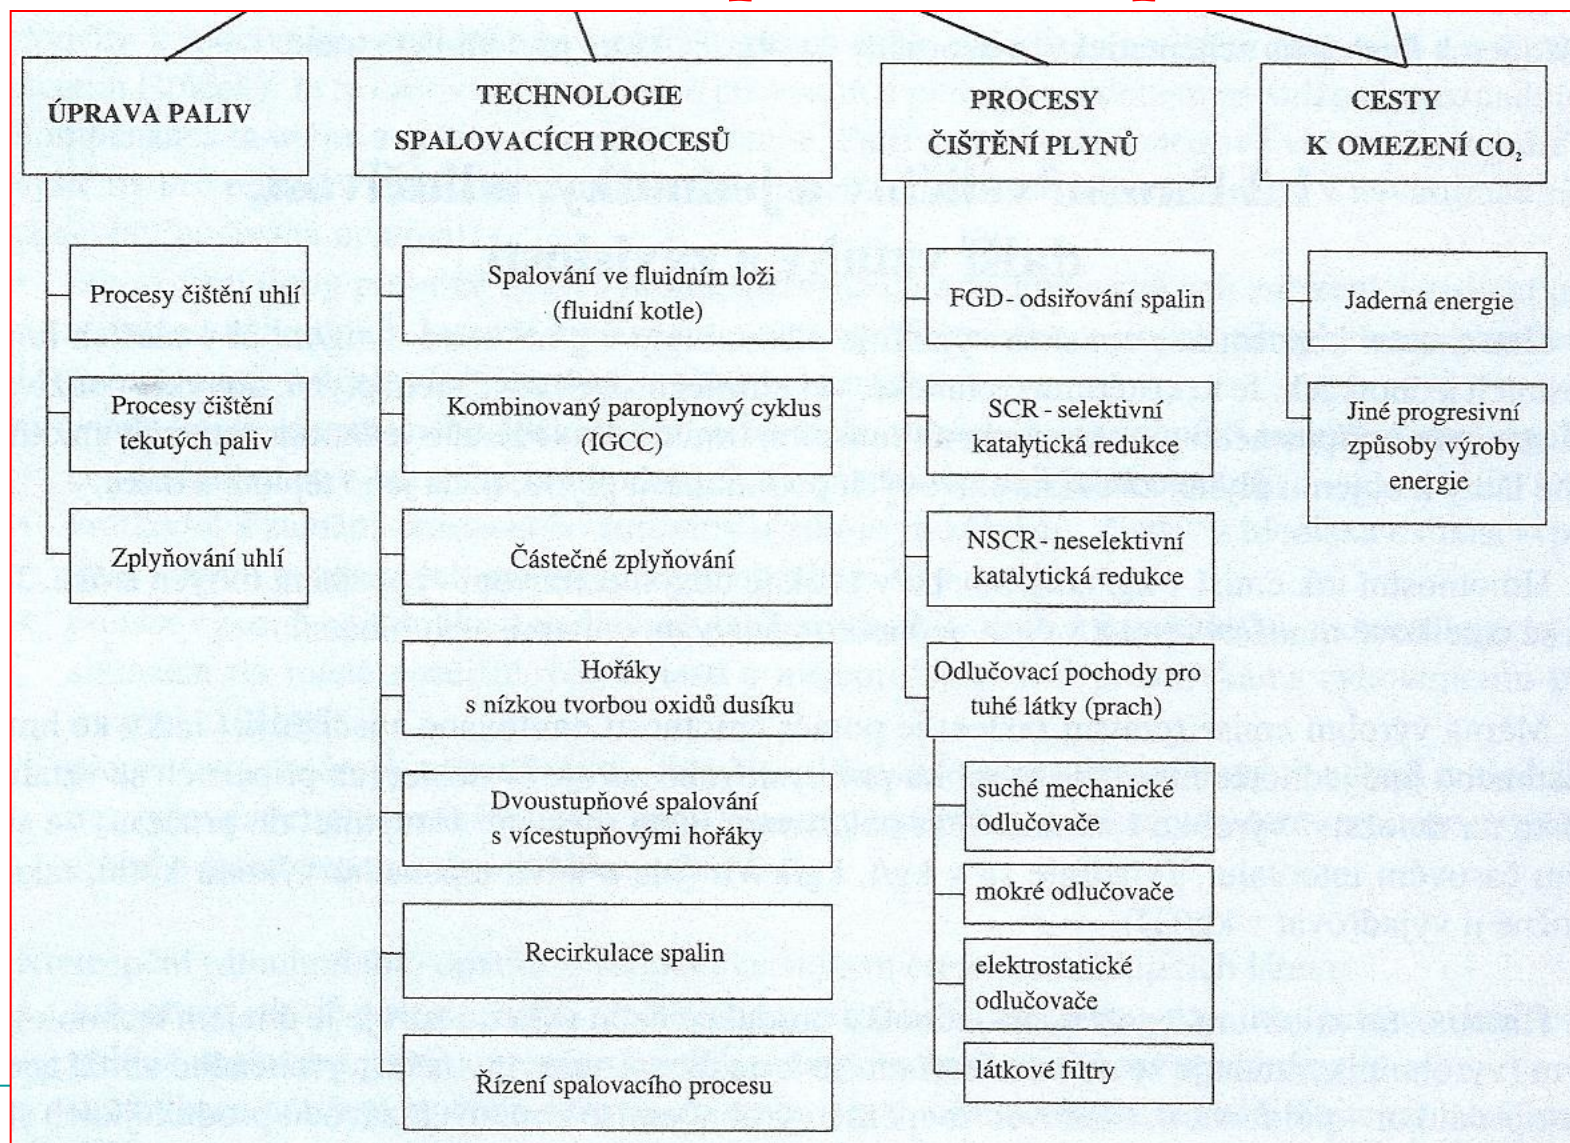 ÚPRAVA PALIV
Procesy čištění uhlí
Procesy čištění
tekutých paliv
Zplyňování uhlí
TECHNOLOGIE
SPALOVACÍCH PROCESŮ
Spalování ve fluidním loži
(fluidní kotle)
Kombinovaný paroplynový cyklus
(IGCC)
Částečné zplyňování
Hořáky
s nízkou tvorbou oxidů dusíku
Dvoustupňové spalování
s vícestupňovými hořáky
Recirkulace spalin
Řízení spalovacího procesu
PROCESY
ČIŠTĚNÍ PLYNŮ
FGD - odsiřování spalin
SCR - selektivní
katalytická redukce
NSCR - neselektivní
katalytická redukce
Odlučovací pochody pro
tuhé látky (prach)
suché mechanické
odlučovače
mokré odlučovače
elektrostatické
odlučovače
látkové filtry
CESTY
K OMEZENÍ CO₂
Jaderná energie
Jiné progresivní
způsoby výroby
energie